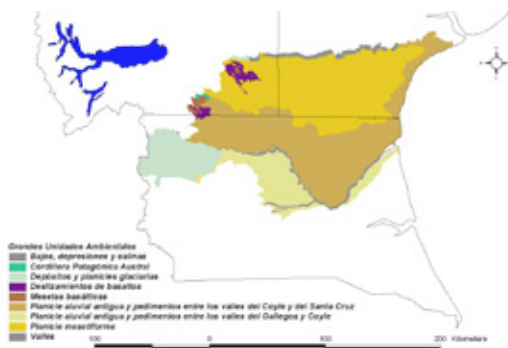 Grandes Unidades Ambientales
Bajos, depresiones y salinas
Cordillera Patagónica Austral
Depósitos y planicies glaciarias
Deslizamientos de basaltos
Mesetas basálticas
Planicie aluvial antigua y pedimentos entre los valles del Coyle y del Santa Cruz
Planicie aluvial antigua y pedimentos entre los valles del Gallegos y Coyle
Planicie mesetiforme
Valles
100 0 100 200 Kilometers